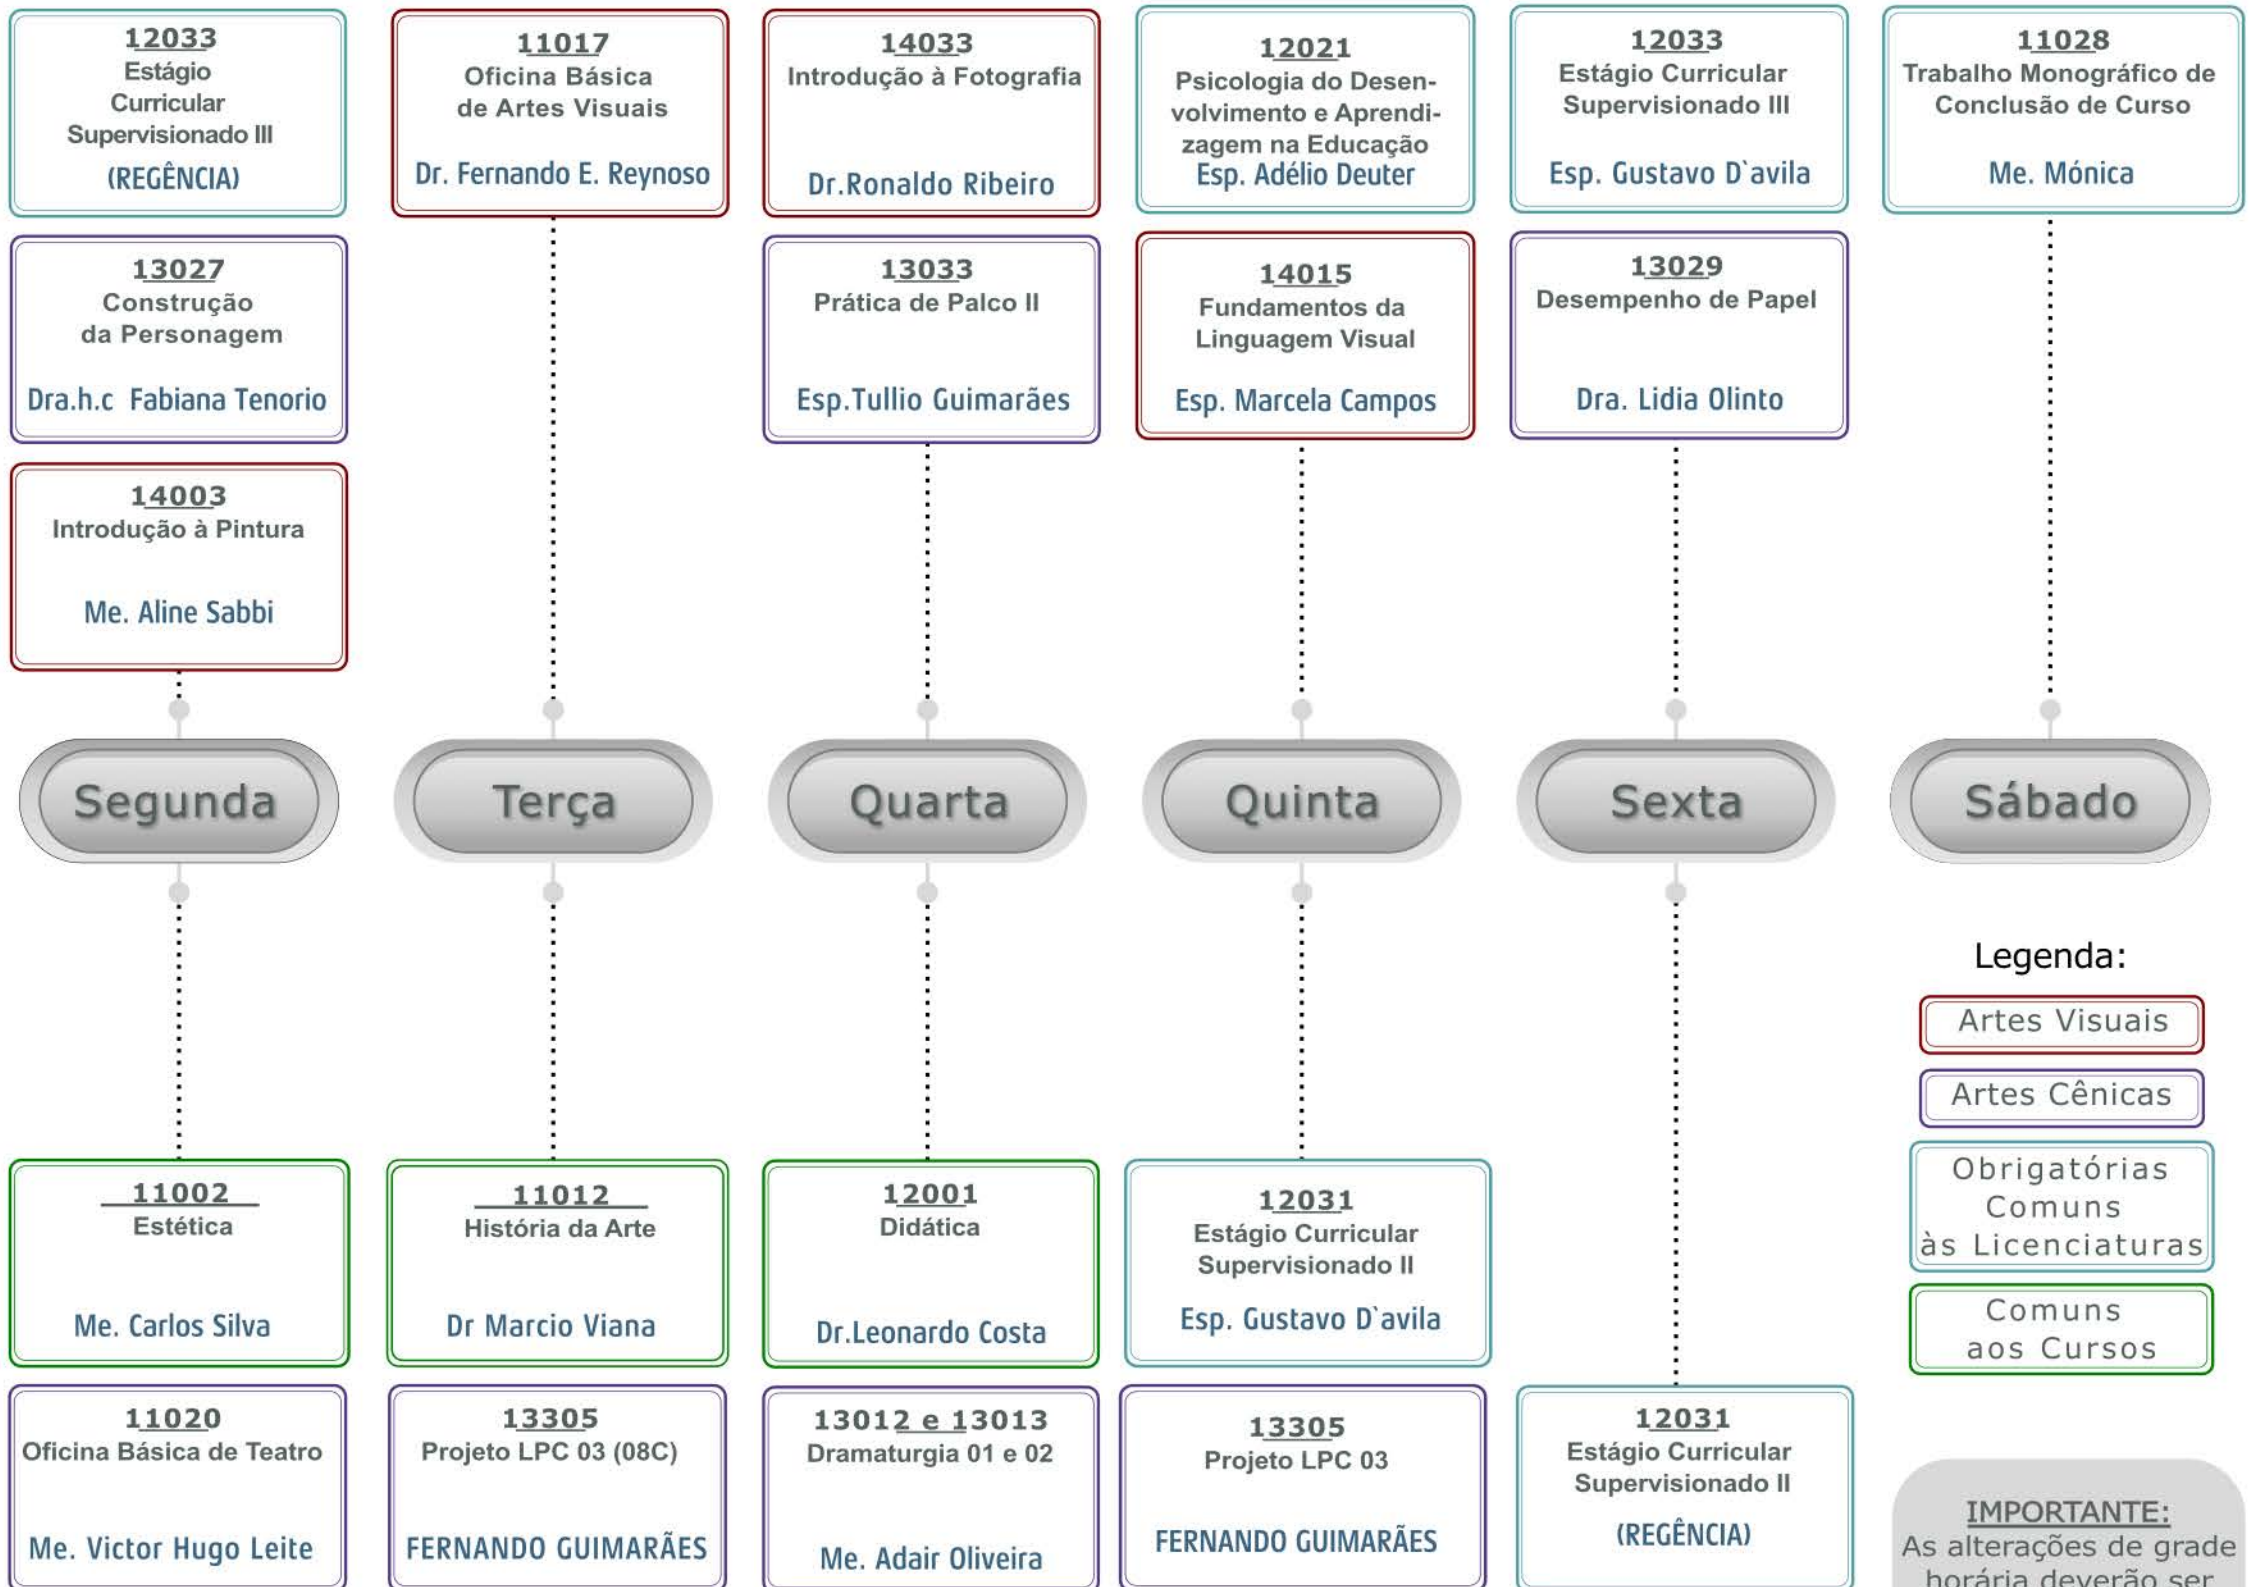 12033
Estágio
Curricular
Supervisionado III
(REGÊNCIA)
11017
Oficina Básica
de Artes Visuais
Dr. Fernando E. Reynoso
14033
Introdução à Fotografia
Dr.Ronaldo Ribeiro
12021
Psicologia do Desen-
volvimento e Aprendi-
zagem na Educação
Esp. Adélio Deuter
12033
Estágio Curricular
Supervisionado III
Esp. Gustavo D`avila
11028
Trabalho Monográfico de
Conclusão de Curso
Me. Mónica
13027
Construção
da Personagem
Dra.h.c Fabiana Tenorio
13033
Prática de Palco II
Esp.Tullio Guimarães
14015
Fundamentos da
Linguagem Visual
Esp. Marcela Campos
13029
Desempenho de Papel
Dra. Lidia Olinto
14003
Introdução à Pintura
Me. Aline Sabbi
Segunda
Terça
Quarta
Quinta
Sexta
Sábado
11002
Estética
Me. Carlos Silva
11012
História da Arte
Dr Marcio Viana
12001
Didática
Dr.Leonardo Costa
12031
Estágio Curricular
Supervisionado II
Esp. Gustavo D`avila
11020
Oficina Básica de Teatro
Me. Victor Hugo Leite
13305
Projeto LPC 03 (08C)
FERNANDO GUIMARÃES
13012 e 13013
Dramaturgia 01 e 02
Me. Adair Oliveira
13305
Projeto LPC 03
FERNANDO GUIMARÃES
12031
Estágio Curricular
Supervisionado II
(REGÊNCIA)
Legenda:
Artes Visuais
Artes Cênicas
Obrigatórias
Comuns
às Licenciaturas
Comuns
aos Cursos
IMPORTANTE:
As alterações de grade
horária deverão ser